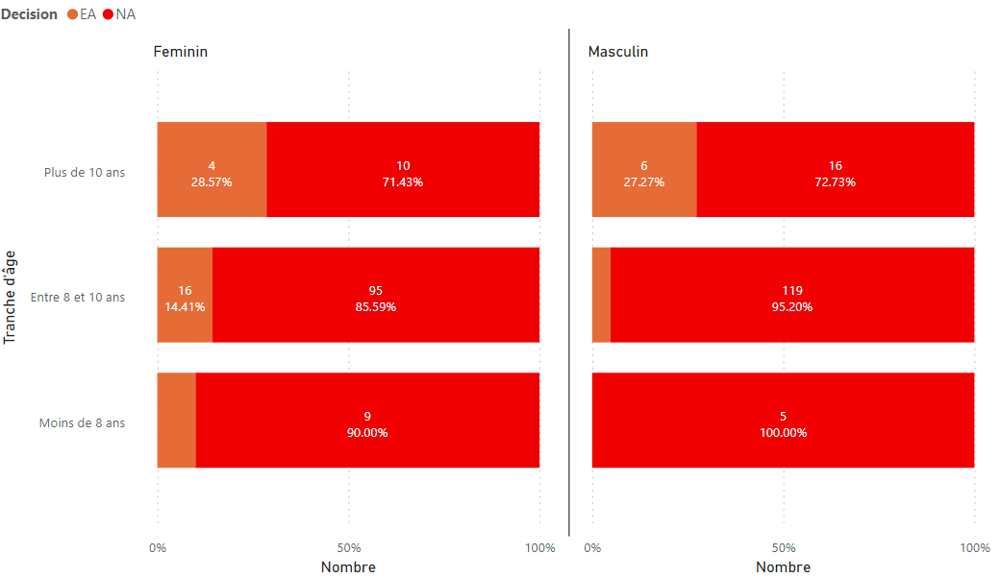 Decision EA NA
Feminin
Masculin
Tranche d'âge
Plus de 10 ans
4
28.57%
10
71.43%
6
27.27%
16
72.73%
Entre 8 et 10 ans
16
14.41%
95
85.59%
119
95.20%
Moins de 8 ans
9
90.00%
5
100.00%
0% 50% 100%
0% 50% 100%
Nombre
Nombre